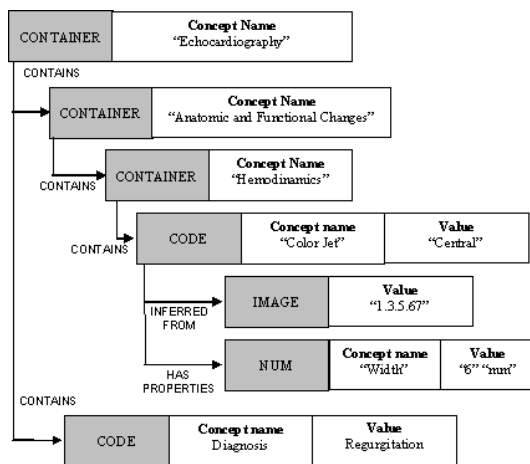 CONTAINER
Concept Name
“Echocardiography”
CONTAINS
CONTAINER
Concept Name
“Anatomic and Functional Changes”
CONTAINS
CONTAINER
Concept Name
“Hemodinamics”
CONTAINS
CODE
Concept name
“Color Jet”
Value
“Central”
INFERRED
FROM
IMAGE
Value
“1.3.5.67”
HAS
PROPERTIES
NUM
Concept name
“Width”
Value
“6” “mm”
CONTAINS
CODE
Concept name
Diagnosis
Value
Regurgitation